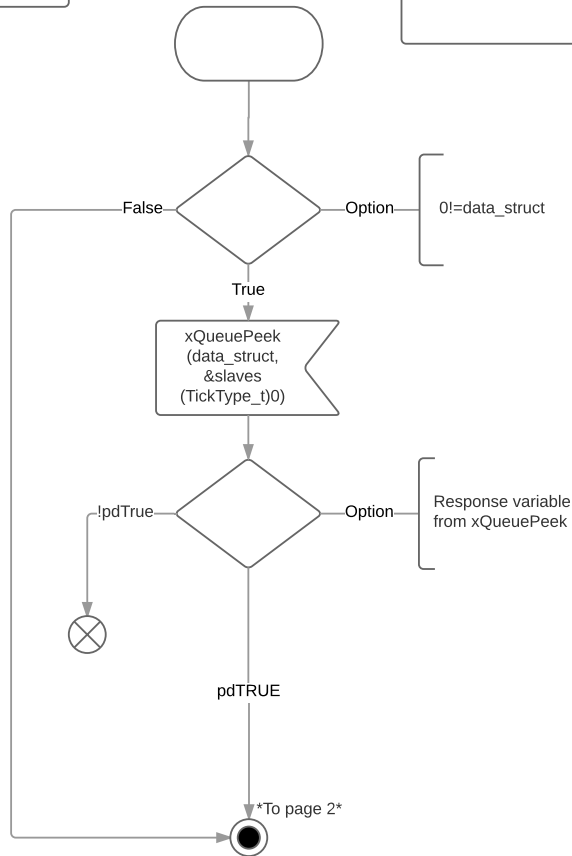 False
Option
0!=data_struct
True
xQueuePeek
(data_struct,
&slaves
(TickType_t)0)
!pdTrue
Option
Response variable
from xQueuePeek
pdTRUE
*To page 2*